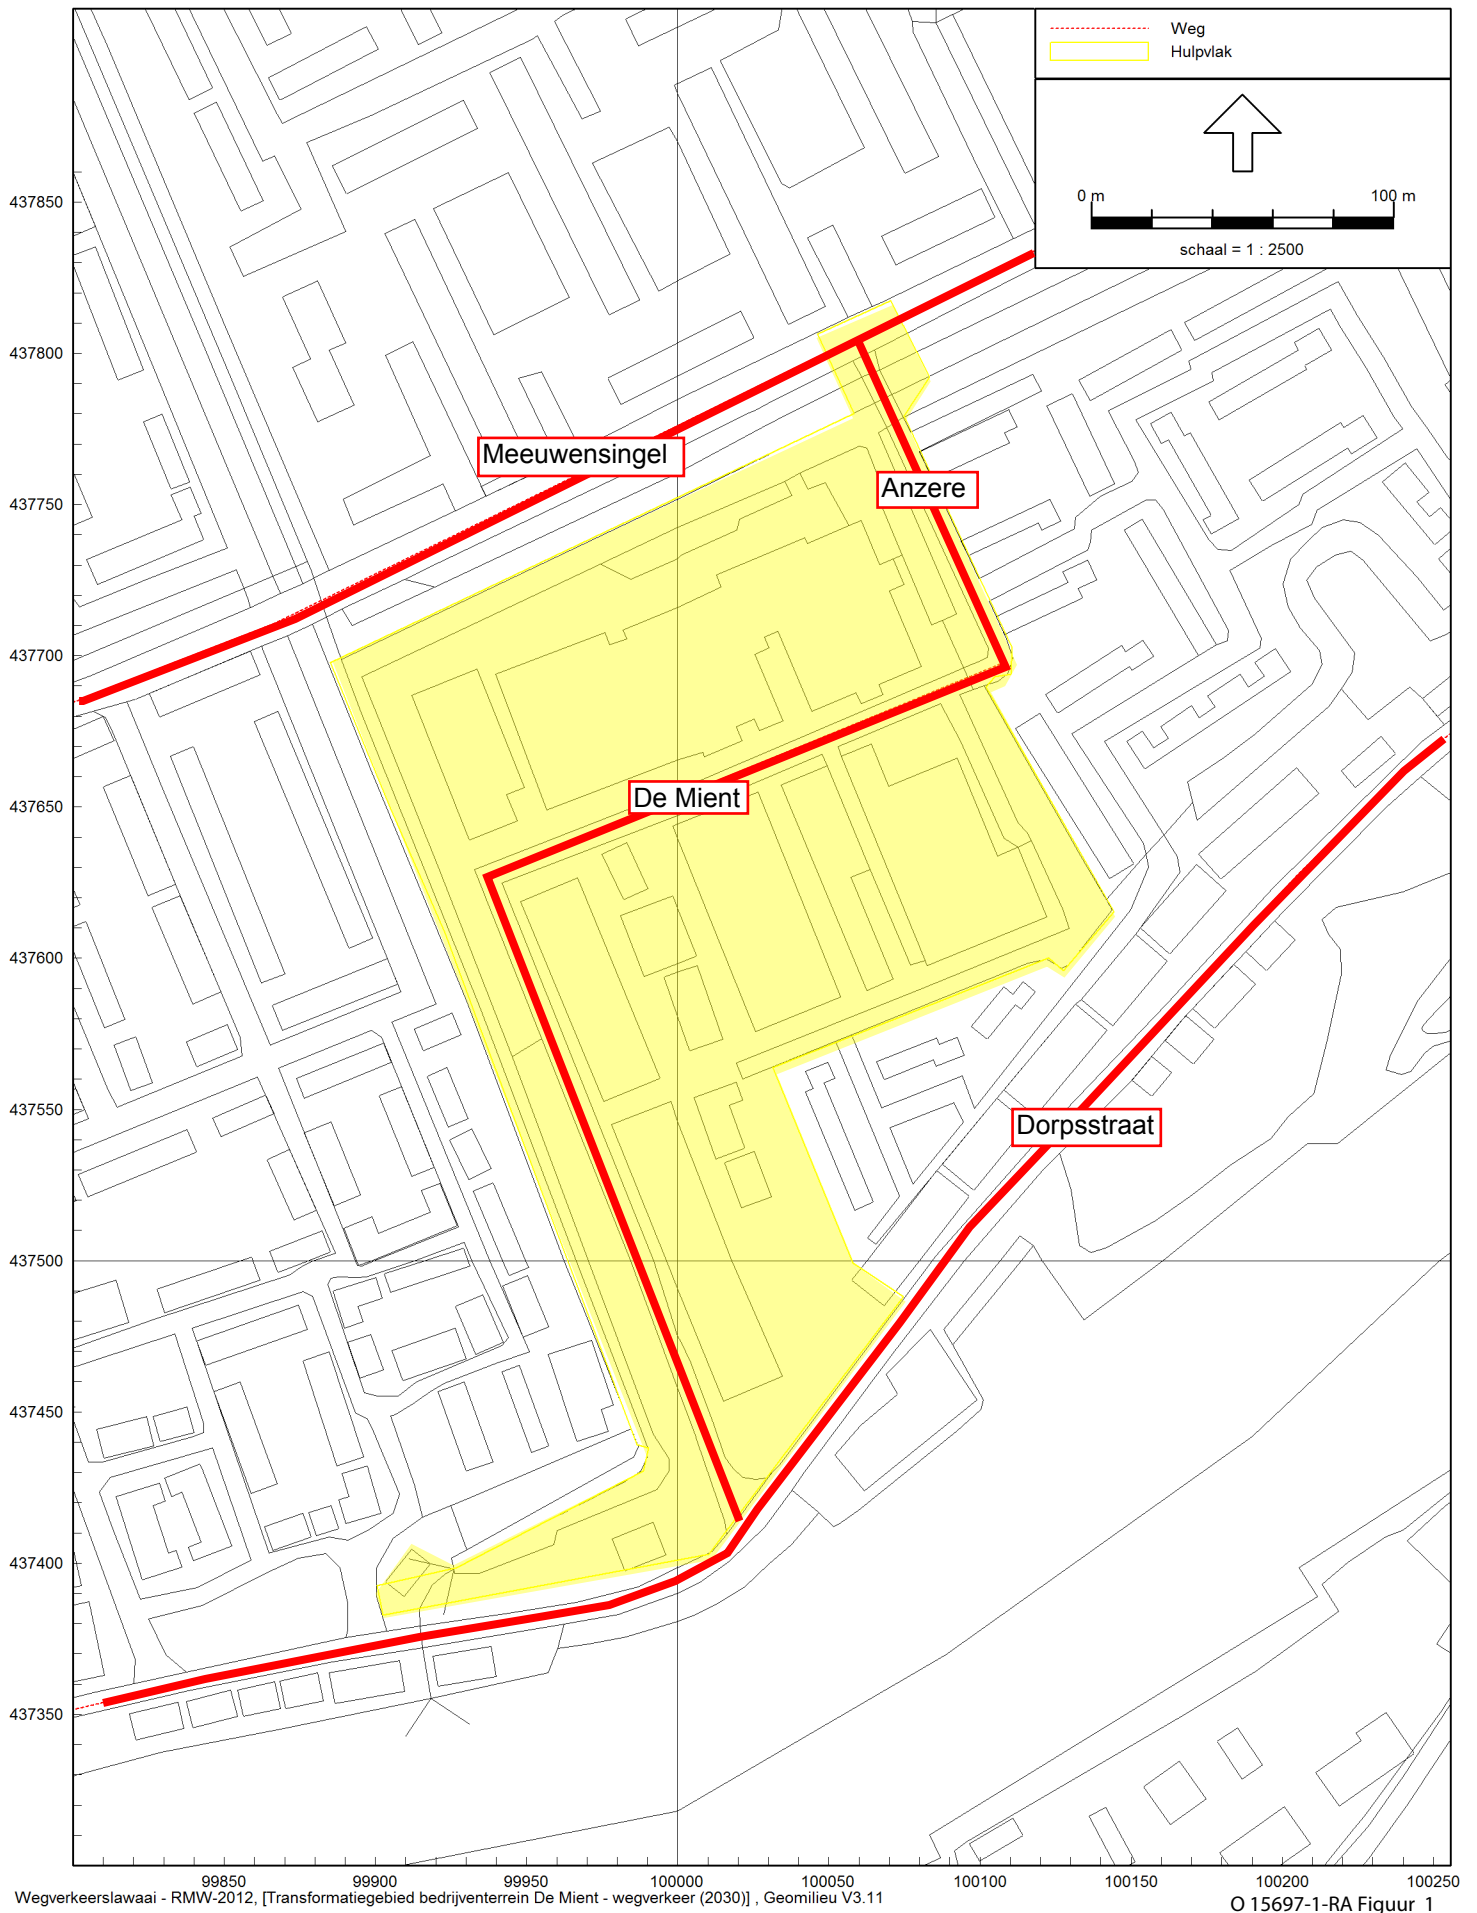 Weg
Hulpvlak
0 m 100 m
schaal = 1 : 2500
437850
437800
Meeuwensingel
Anzere
437750
437700
437650
De Mient
437600
437550
Dorpsstraat
437500
437450
437400
437350
99850 99900 99950 100000 100050 100100 100150 100200 100250
Wegverkeerslawaai - RMW-2012, [Transformatiegebied bedrijventerrein De Mient - wegverkeer (2030)] , Geomilieu V3.11
O 15697-1-RA Figuur 1